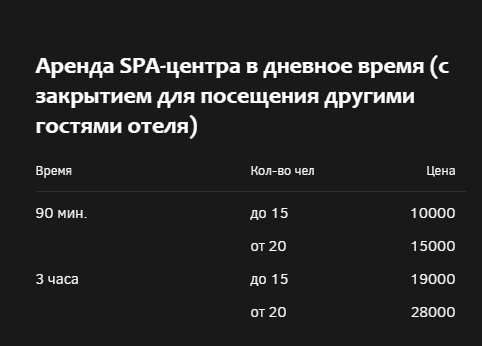 Аренда SPA-центра в дневное время (с
закрытием для посещения другими
гостями отеля)
Время Кол-во чел Цена
90 мин. до 15 10000
от 20 15000
3 часа до 15 19000
от 20 28000